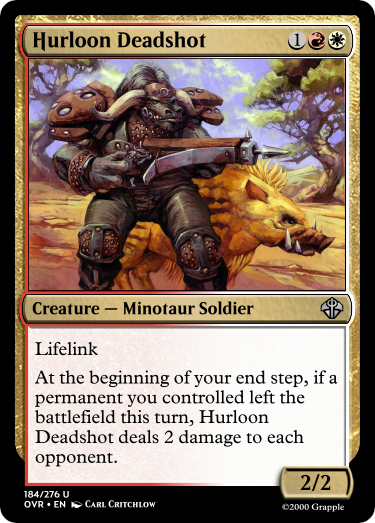 Hurloon Deadshot 1
Creature — Minotaur Soldier
Lifelink
At the beginning of your end step, if a
permanent you controlled left the
battlefield this turn, Hurloon
Deadshot deals 2 damage to each
opponent.
2/2
184/276 U
OVR • EN Carl Critchlow
©2000 Grapple